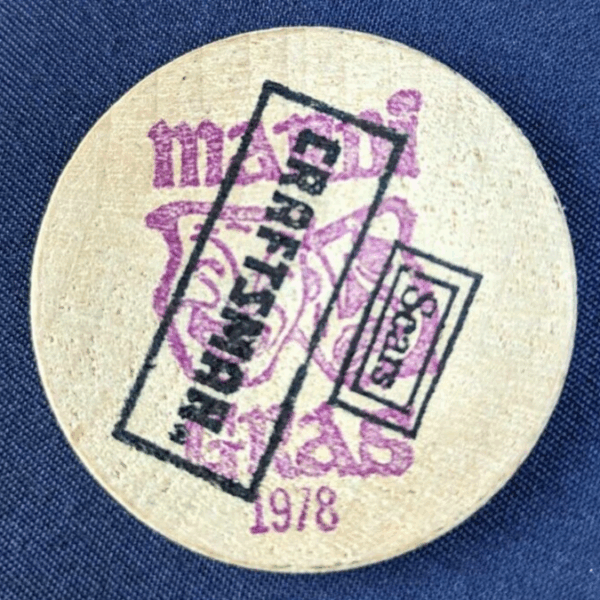 mardi
GRAS
1978
CRAFTSMAN.
Sears